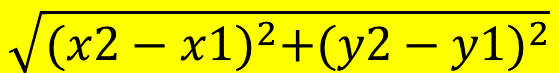 √(x2 − x1)²+(y2 − y1)²